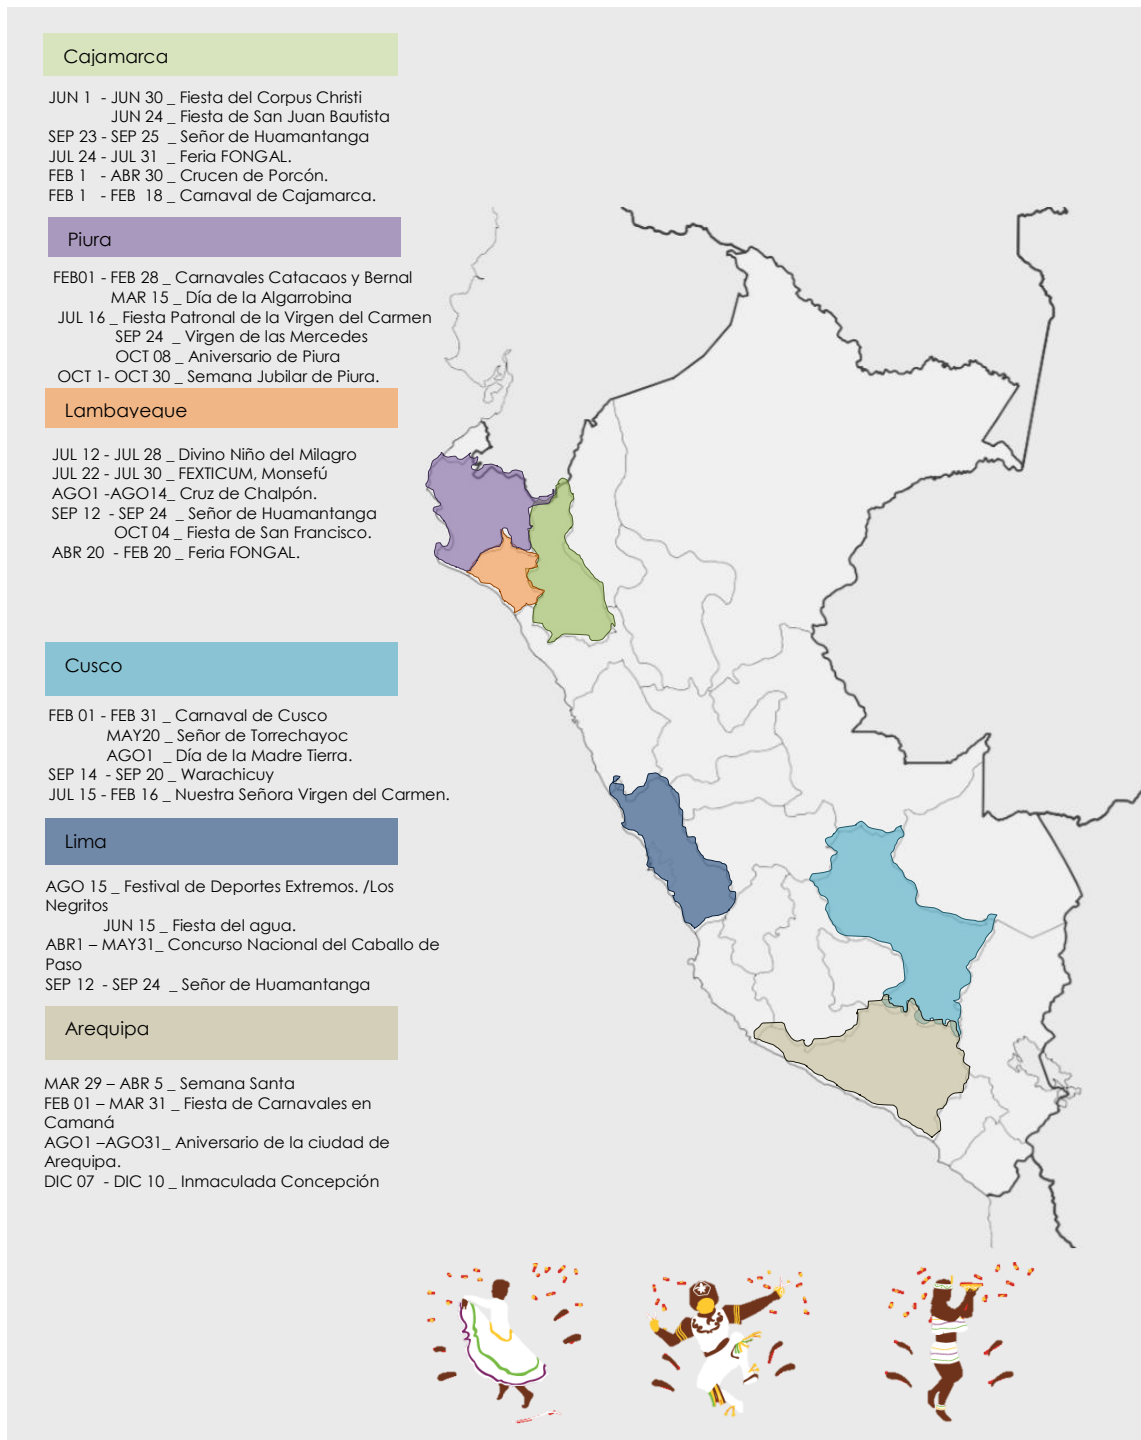 Cajamarca
JUN 1 - JUN 30 _ Fiesta del Corpus Christi
JUN 24 _ Fiesta de San Juan Bautista
SEP 23 - SEP 25 _ Señor de Huamantanga
JUL 24 - JUL 31 _ Feria FONGAL.
FEB 1 - ABR 30 _ Crucen de Porcón.
FEB 1 - FEB 18 _ Carnaval de Cajamarca.
Piura
FEB01 - FEB 28 _ Carnavales Catacaos y Bernal
MAR 15 _ Día de la Algarrobina
JUL 16 _ Fiesta Patronal de la Virgen del Carmen
SEP 24 _ Virgen de las Mercedes
OCT 08 _ Aniversario de Piura
OCT 1- OCT 30 _ Semana Jubilar de Piura.
Lambayeque
JUL 12 - JUL 28 _ Divino Niño del Milagro
JUL 22 - JUL 30 _ FEXTICUM, Monsefú
AGO1 -AGO14_ Cruz de Chalpón.
SEP 12 - SEP 24 _ Señor de Huamantanga
OCT 04 _ Fiesta de San Francisco.
ABR 20 - FEB 20 _ Feria FONGAL.
Cusco
FEB 01 - FEB 31 _ Carnaval de Cusco
MAY20 _ Señor de Torrechayoc
AGO1 _ Día de la Madre Tierra.
SEP 14 - SEP 20 _ Warachicuy
JUL 15 - FEB 16 _ Nuestra Señora Virgen del Carmen.
Lima
AGO 15 _ Festival de Deportes Extremos. /Los
Negritos
JUN 15 _ Fiesta del agua.
ABR1 – MAY31_ Concurso Nacional del Caballo de
Paso
SEP 12 - SEP 24 _ Señor de Huamantanga
Arequipa
MAR 29 – ABR 5 _ Semana Santa
FEB 01 – MAR 31 _ Fiesta de Carnavales en
Camaná
AGO1 –AGO31_ Aniversario de la ciudad de
Arequipa.
DIC 07 - DIC 10 _ Inmaculada Concepción